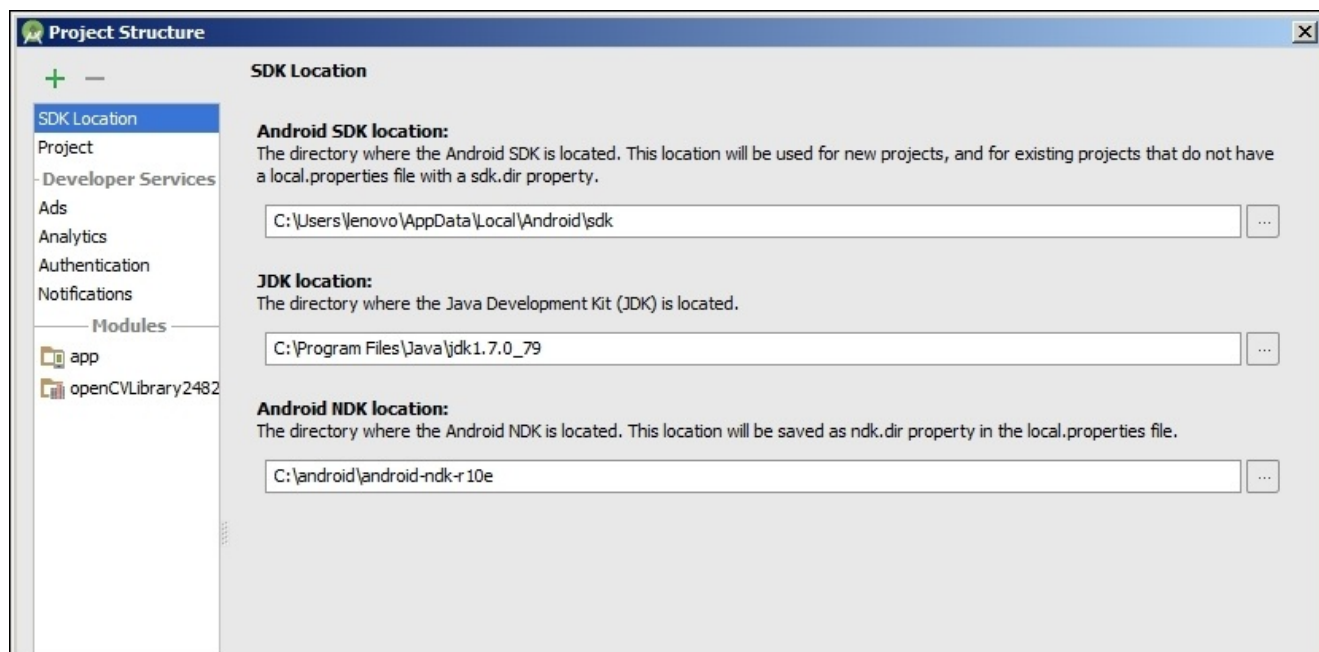 Project Structure
SDK Location
Project
Developer Services
Ads
Analytics
Authentication
Notifications
Modules
app
openCVLibrary2482
SDK Location
Android SDK location:
The directory where the Android SDK is located. This location will be used for new projects, and for existing projects that do not have
a local.properties file with a sdk.dir property.
C:\Users\lenovo\AppData\Local\Android\sdk
...
JDK location:
The directory where the Java Development Kit (JDK) is located.
C:\Program Files\Java\jdk1.7.0_79
...
Android NDK location:
The directory where the Android NDK is located. This location will be saved as ndk.dir property in the local.properties file.
C:\android\android-ndk-r10e
...